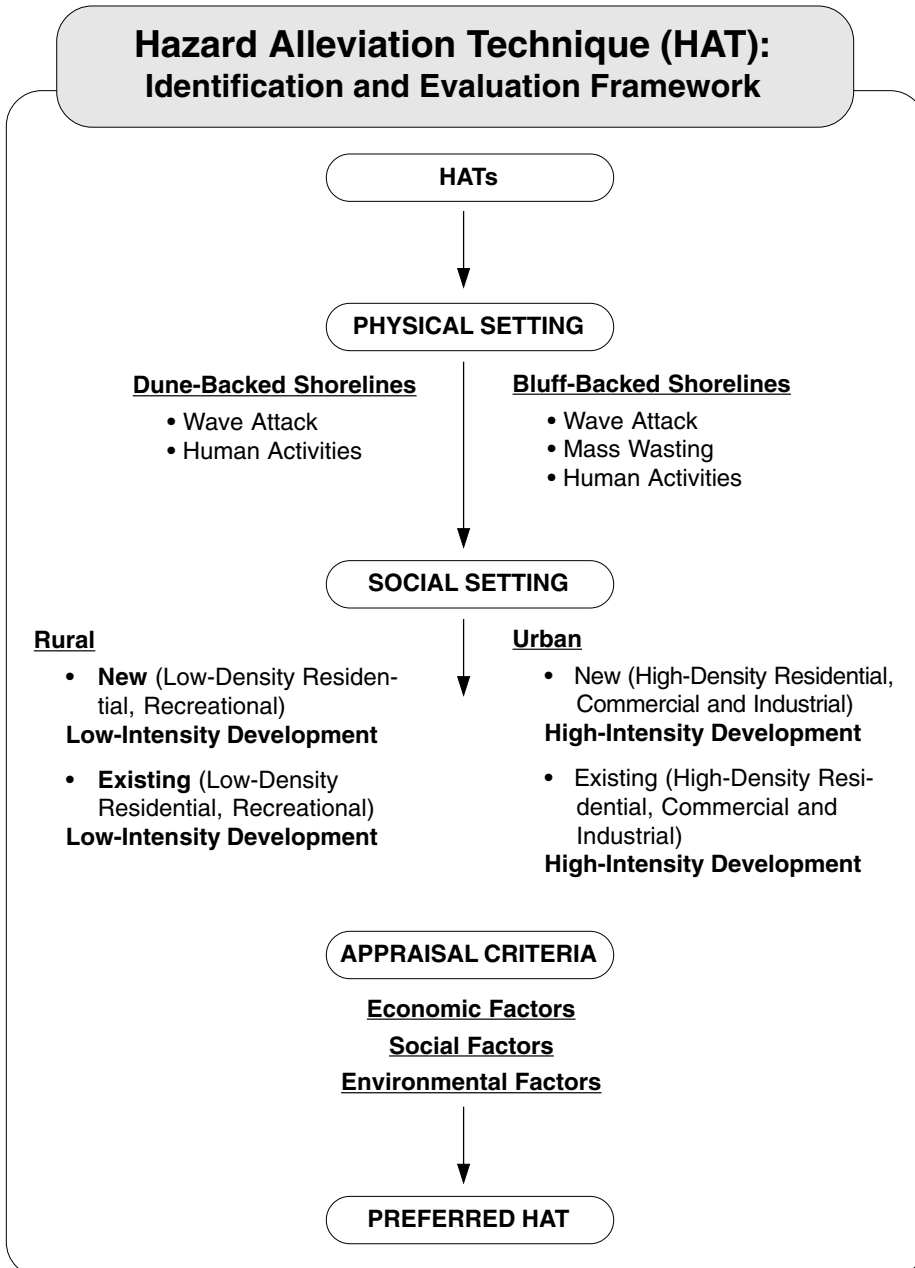 Hazard Alleviation Technique (HAT):
Identification and Evaluation Framework
HATs
PHYSICAL SETTING
Dune-Backed Shorelines
• Wave Attack
• Human Activities
Bluff-Backed Shorelines
• Wave Attack
• Mass Wasting
• Human Activities
SOCIAL SETTING
Rural
• New (Low-Density Residen-
tial, Recreational)
Low-Intensity Development
• Existing (Low-Density
Residential, Recreational)
Low-Intensity Development
Urban
• New (High-Density Residential,
Commercial and Industrial)
High-Intensity Development
• Existing (High-Density Resi-
dential, Commercial and
Industrial)
High-Intensity Development
APPRAISAL CRITERIA
Economic Factors
Social Factors
Environmental Factors
PREFERRED HAT